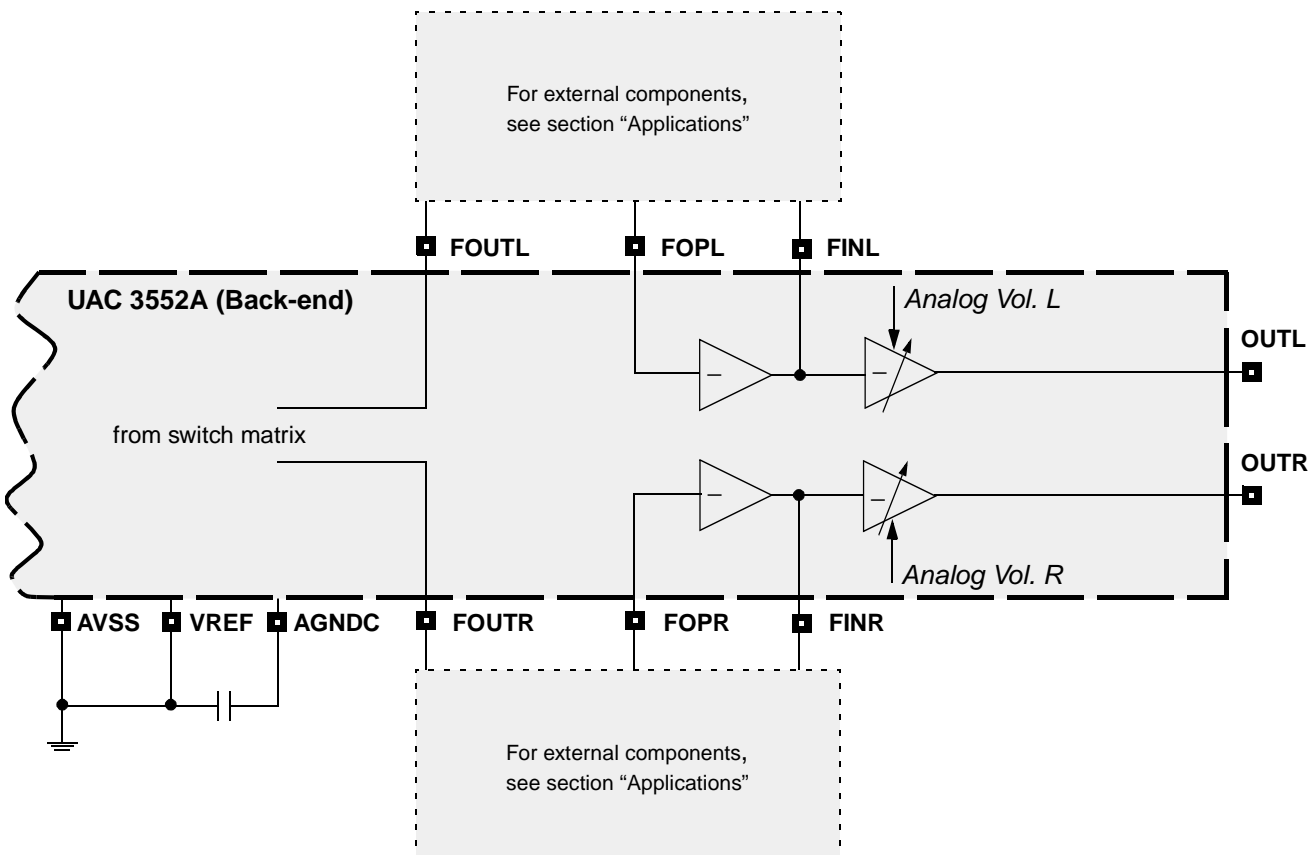 For external components,
see section “Applications”
FOUTL
FOPL
FINL
UAC 3552A (Back-end)
Analog Vol. L
OUTL
from switch matrix
OUTR
Analog Vol. R
AVSS
VREF
AGNDC
FOUTR
FOPR
FINR
For external components,
see section “Applications”